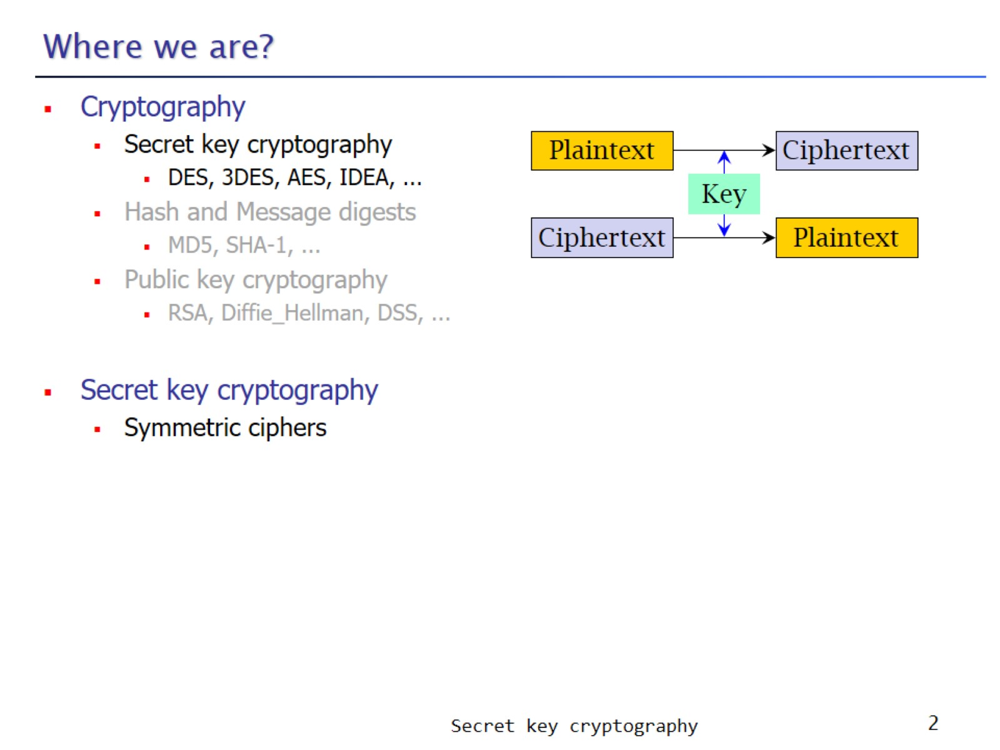 Where we are?
Cryptography
Secret key cryptography
DES, 3DES, AES, IDEA, ...
Hash and Message digests
MD5, SHA-1, ...
Public key cryptography
RSA, Diffie_Hellman, DSS, ...
Secret key cryptography
Symmetric ciphers
Plaintext
Ciphertext
Key
Ciphertext
Plaintext
Secret key cryptography
2